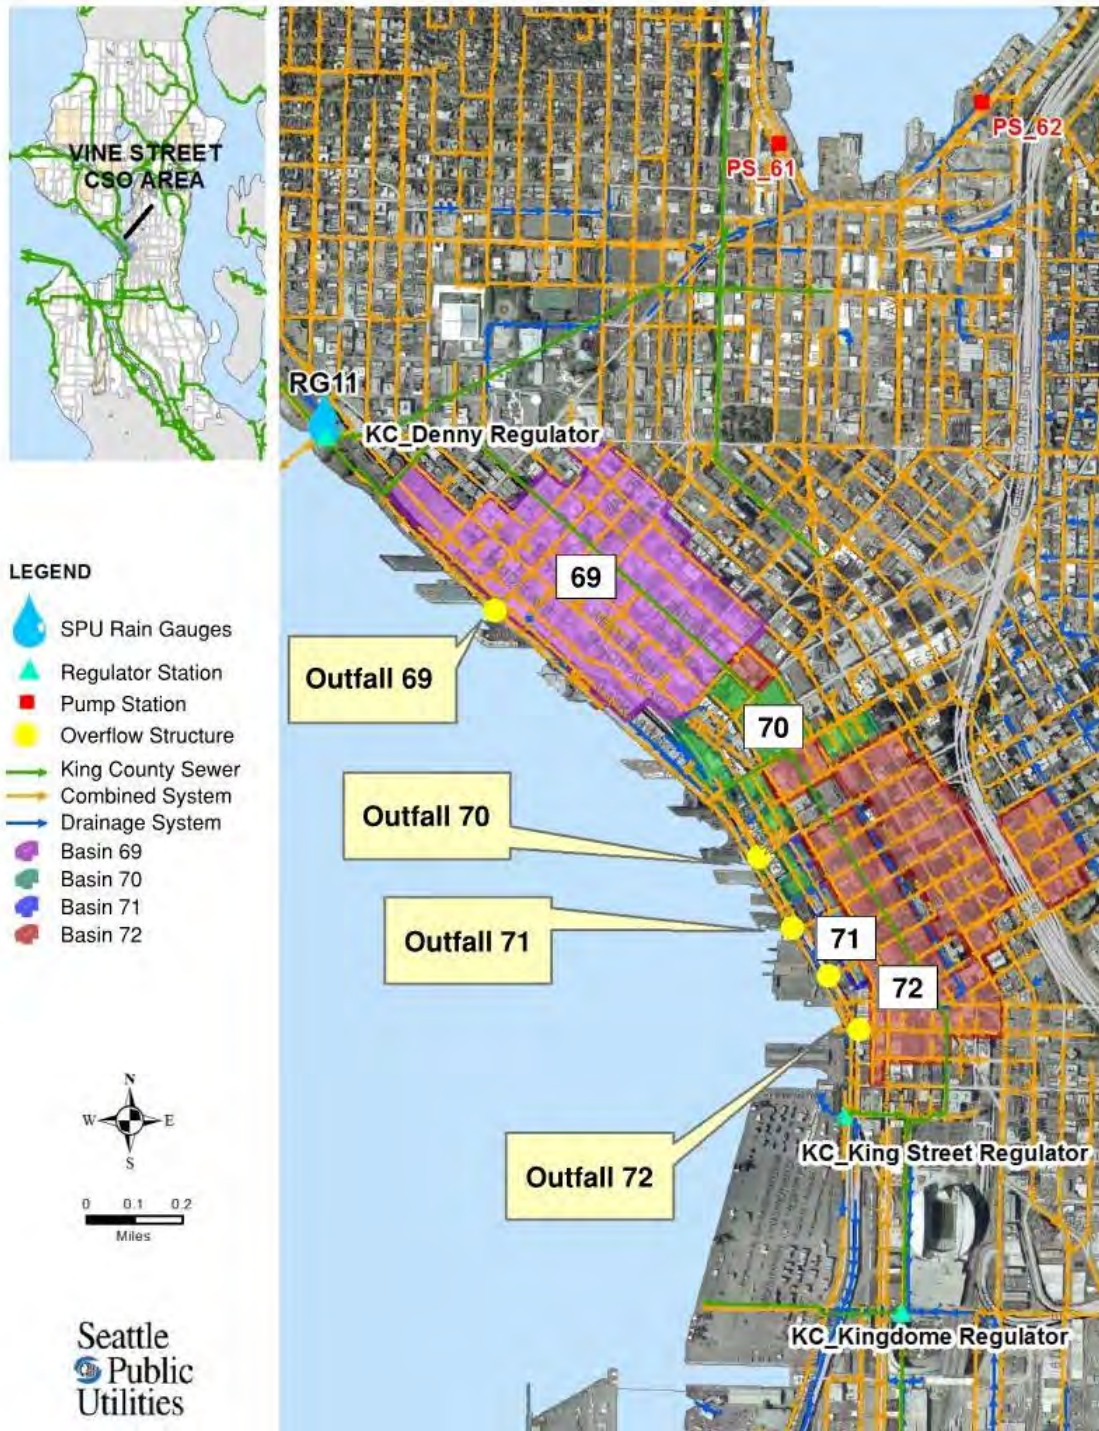 VINE STREET
CSO AREA
LEGEND
SPU Rain Gauges
Regulator Station
Pump Station
Overflow Structure
King County Sewer
Combined System
Drainage System
Basin 69
Basin 70
Basin 71
Basin 72
N
W E
S
0 0.1 0.2
Miles
Seattle
Public
Utilities
PS_62
PS_61
RG11
KC_Denny Regulator
69
Outfall 69
70
Outfall 70
Outfall 71
71
72
Outfall 72
KC_King Street Regulator
KC_Kingdome Regulator